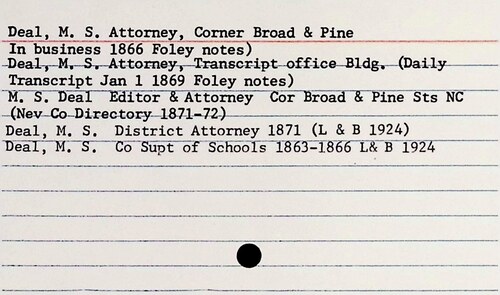 Deal, M. S. Attorney, Corner Broad & Pine
In business 1866 Foley notes)
Deal, M. S. Attorney, Transcript office Bldg. (Daily
Transcript Jan 1 1869 Foley notes)
M. S. Deal  Editor & Attorney  Cor Broad & Pine Sts NC
(Nev Co Directory 1871-72)
Deal, M. S.  District Attorney 1871 (L & B 1924)
Deal, M. S.  Co Supt of Schools 1863-1866 L& B 1924